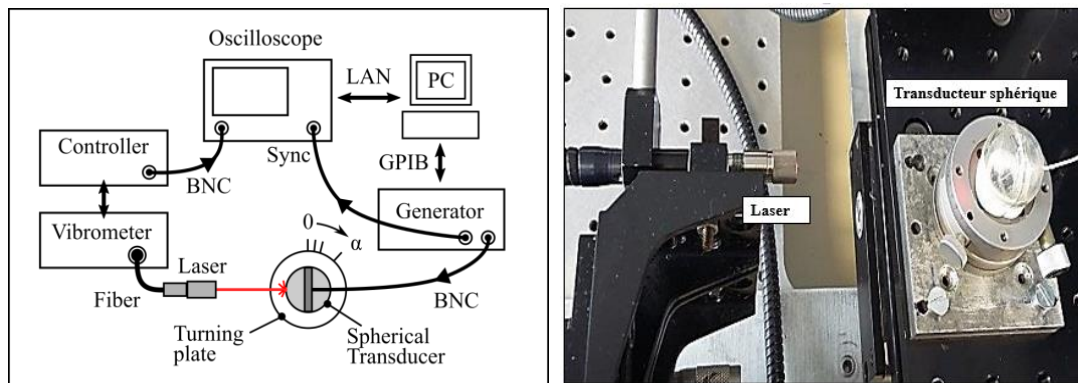 Oscilloscope
LAN
PC
Controller
Sync
BNC
GPIB
Vibrometer
0
α
Generator
Laser
Fiber
BNC
Turning
plate
Spherical
Transducer
Transducteur sphérique
Laser